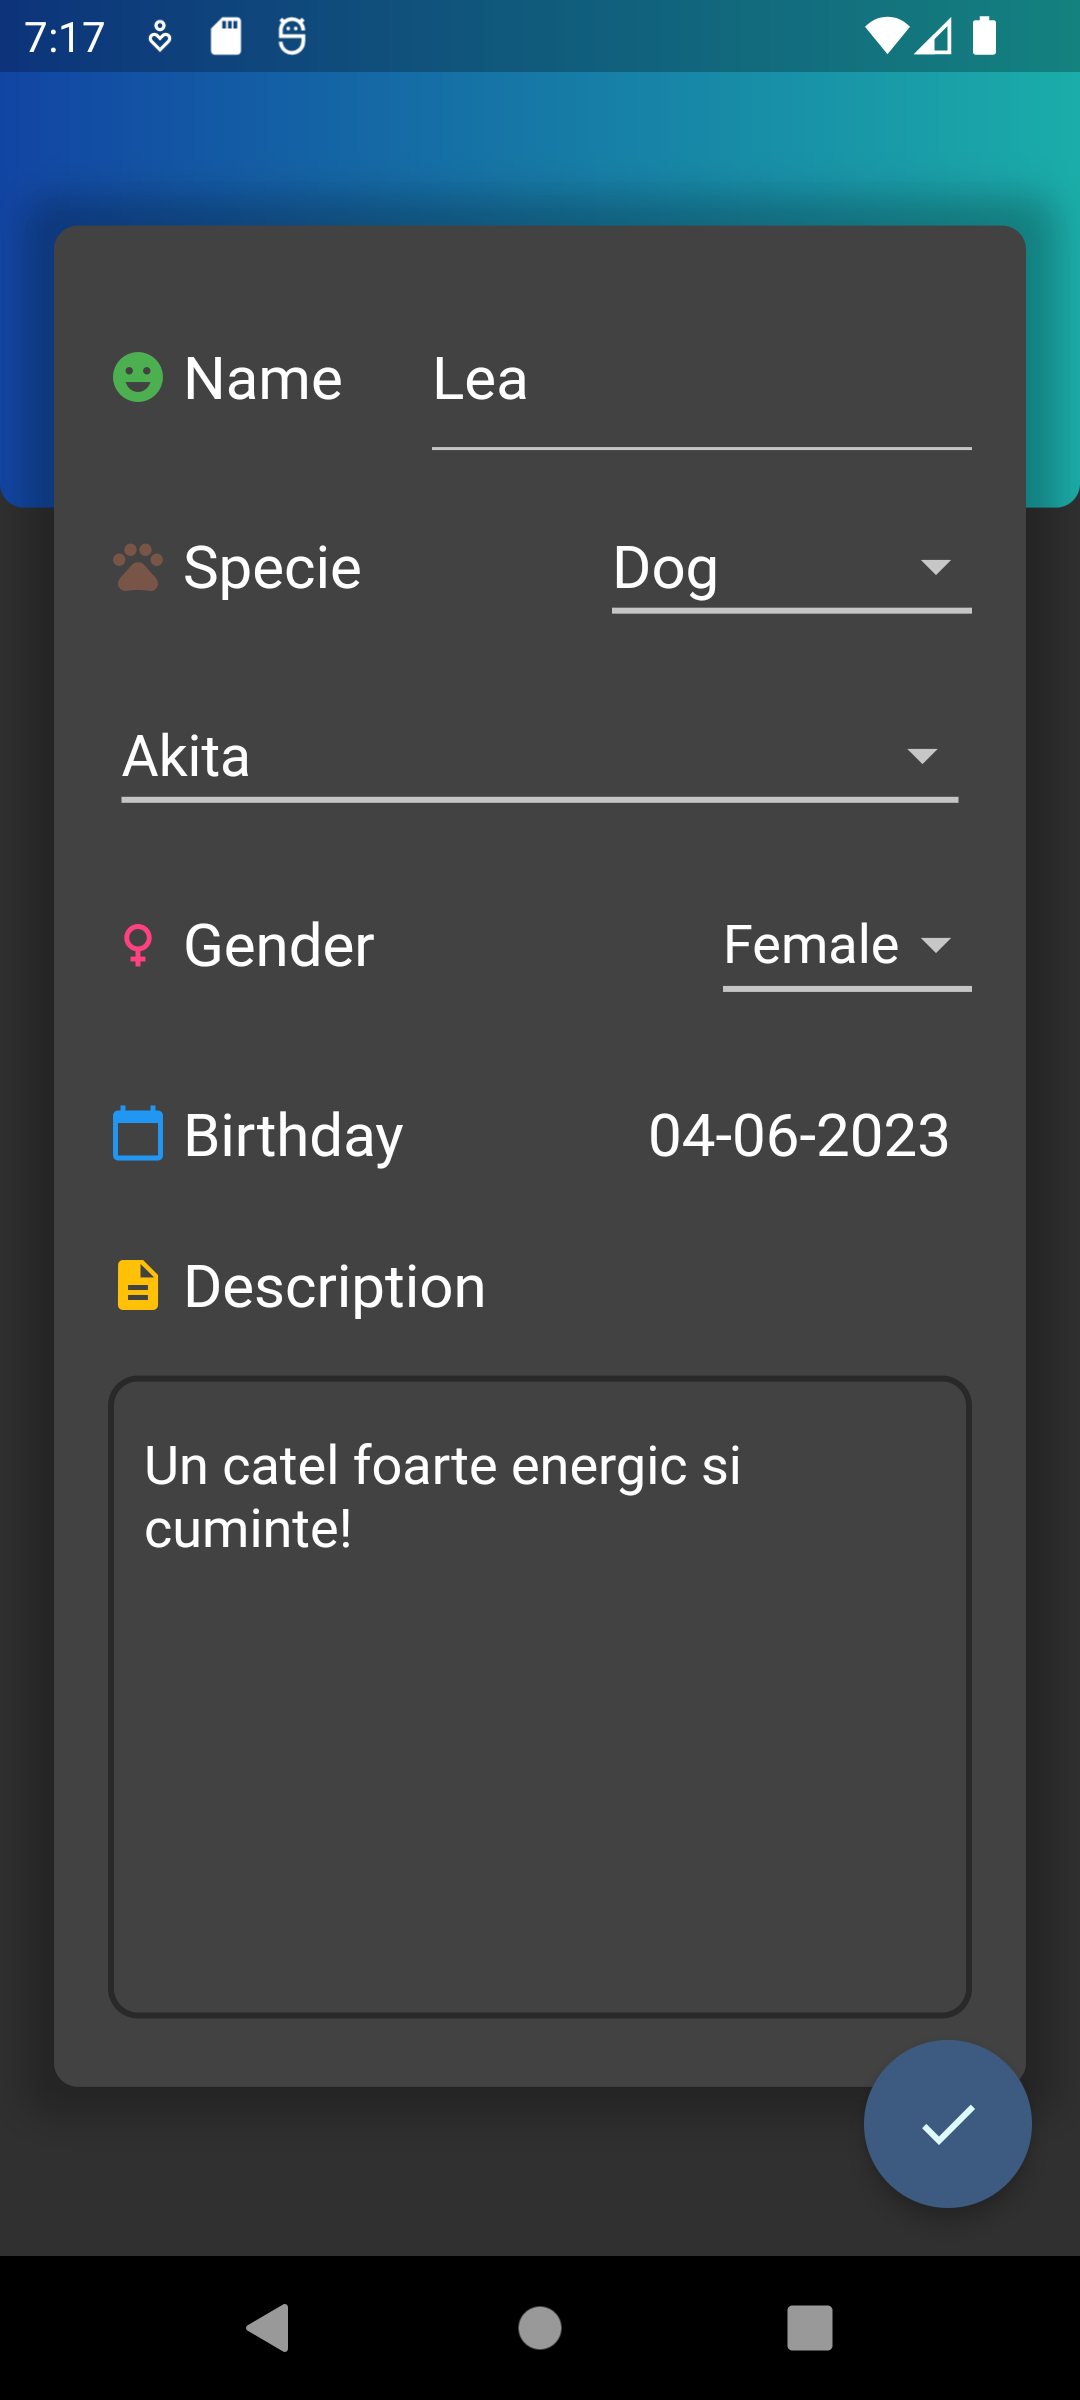 7:17
Name Lea
Specie Dog
Akita
Gender Female
Birthday 04-06-2023
Description
Un catel foarte energic si
cuminte!